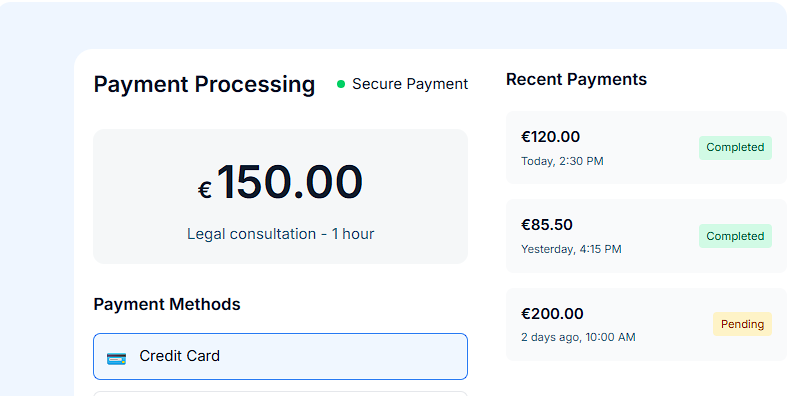 Payment Processing
Secure Payment
€150.00
Legal consultation - 1 hour
Payment Methods
Credit Card
Recent Payments
€120.00
Today, 2:30 PM
Completed
€85.50
Yesterday, 4:15 PM
Completed
€200.00
2 days ago, 10:00 AM
Pending